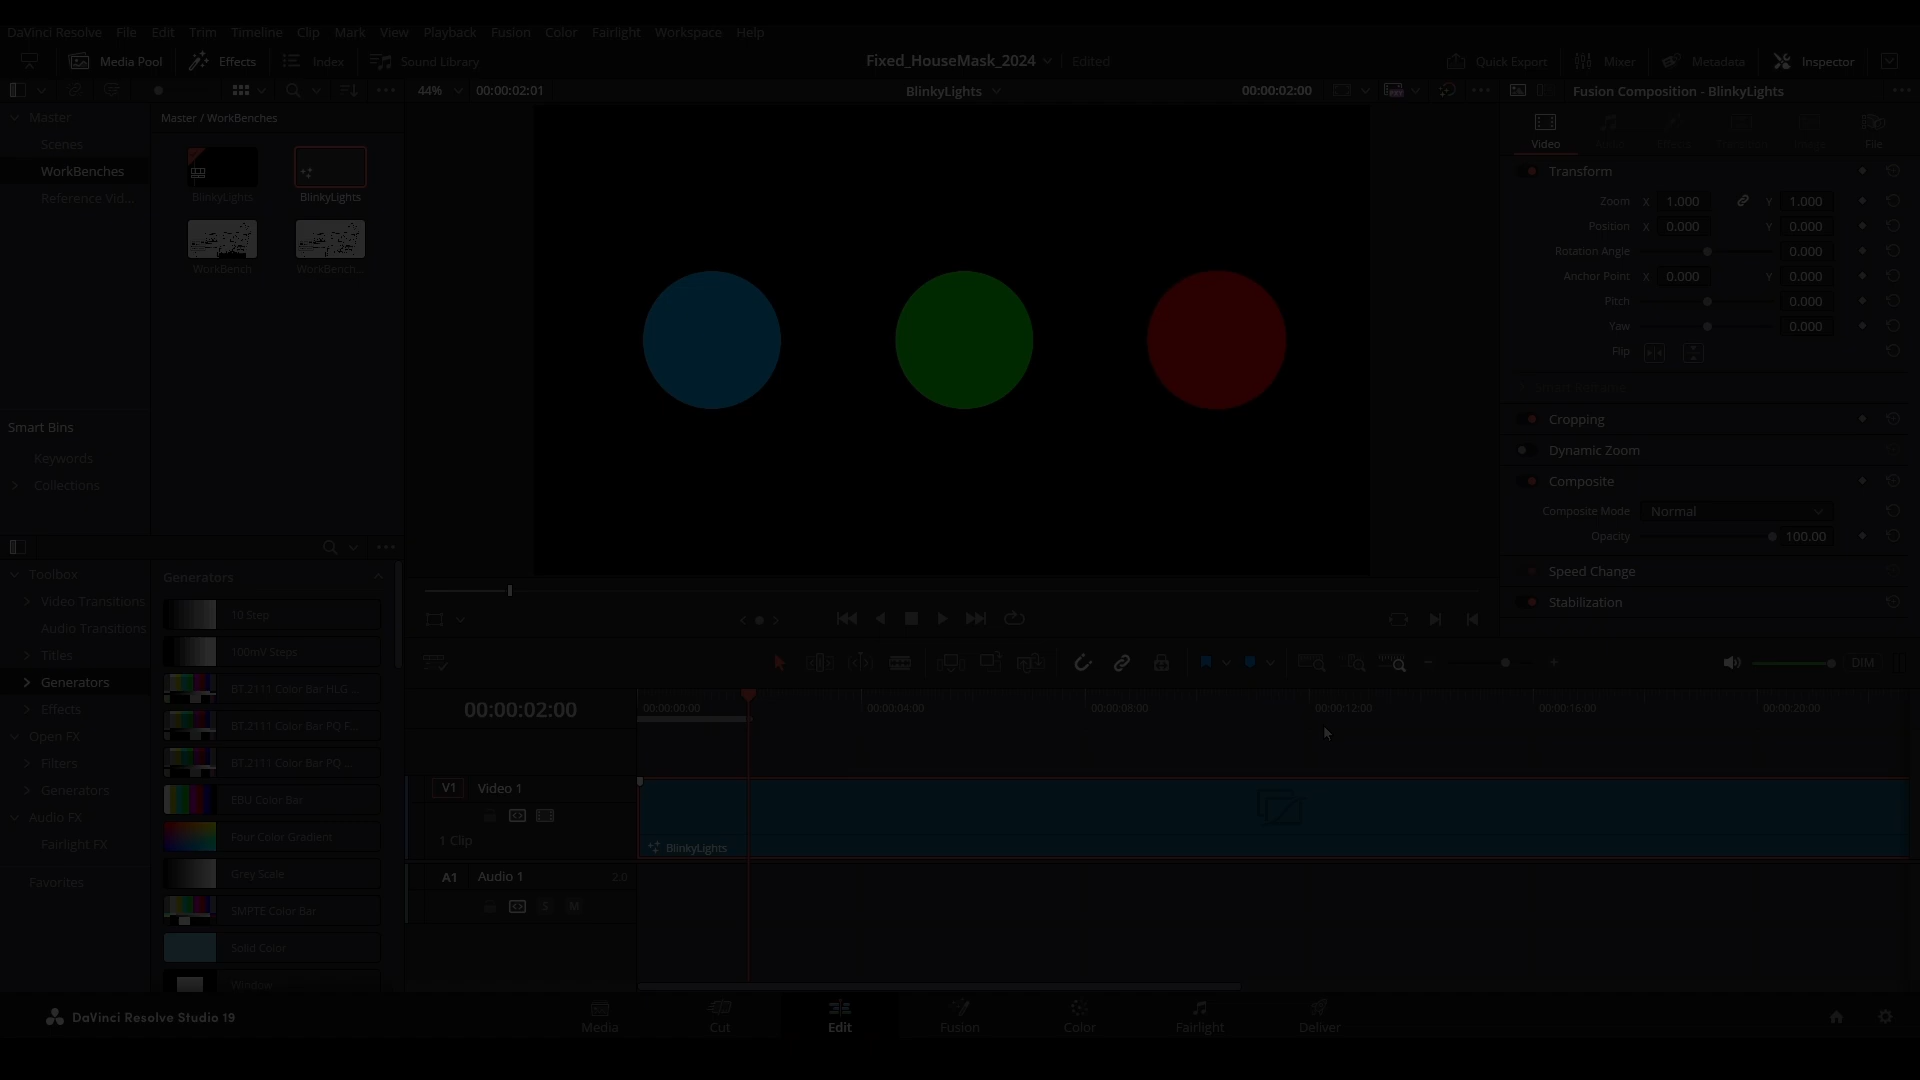 DaVinci Resolve File Edit Trim Timeline Clip Mark View Playback Fusion Color Fairlight Workspace Help
Media Pool Effects Index Sound Library Fixed_HouseMask_2024 Edited Quick Export Mixer Metadata Inspector
44% 00:00:02:01 BlinkyLights 00:00:02:00 Fusion Composition - BlinkyLights
Master
Scenes
WorkBenches
Reference Vid...
Master / WorkBenches
BlinkyLights BlinkyLights
WorkBench WorkBench...
Smart Bins
Keywords
Collections
Video Audio Effects Transition Image File
Transform
Zoom X 1.000 Y 1.000
Position X 0.000 Y 0.000
Rotation Angle 0.000
Anchor Point X 0.000 Y 0.000
Pitch 0.000
Yaw 0.000
Flip
Smart Reframe
Cropping
Dynamic Zoom
Composite
Composite Mode Normal
Opacity 100.00
Speed Change
Stabilization
Toolbox
Video Transitions
Audio Transitions
Titles
Generators
Effects
Open FX
Filters
Generators
Audio FX
Fairlight FX
Favorites
Generators
10 Step
100mV Steps
BT.2111 Color Bar HLG ...
BT.2111 Color Bar PQ F...
BT.2111 Color Bar PQ ...
EBU Color Bar
Four Color Gradient
Grey Scale
SMPTE Color Bar
Solid Color
Window
DIM
00:00:02:00 00:00:00:00 00:00:04:00 00:00:08:00 00:00:12:00 00:00:16:00 00:00:20:00
V1 Video 1
1 Clip
BlinkyLights
A1 Audio 1 2.0
S M
DaVinci Resolve Studio 19
Media Cut Edit Fusion Color Fairlight Deliver